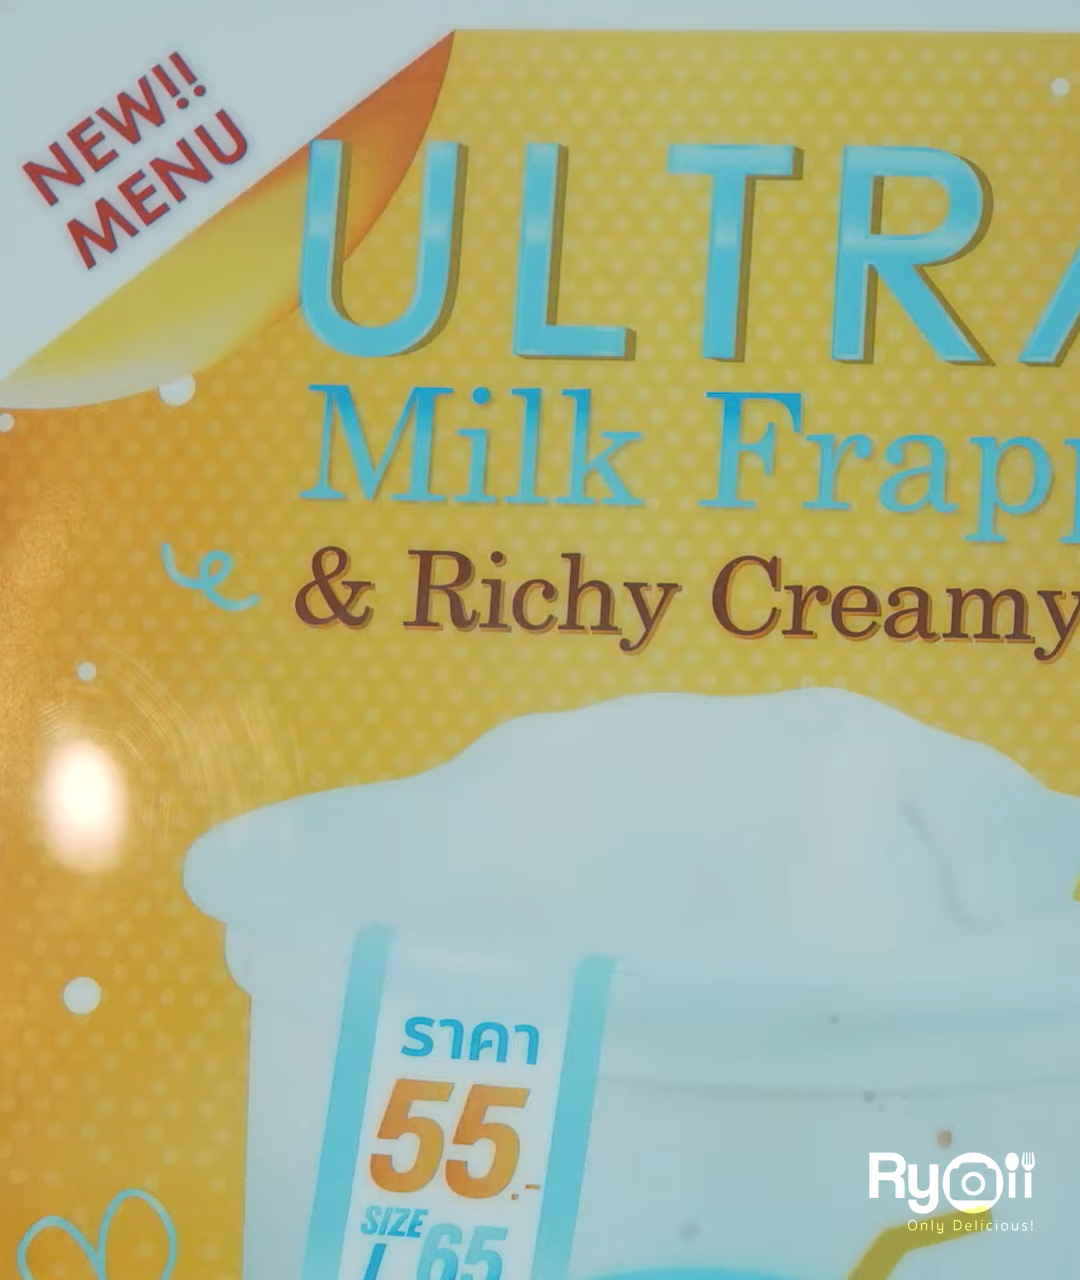 NEW!!
MENU
ULTRA
Milk Frapp
& Richy Creamy
ราคา
55.-
SIZE
L 65
Ryoii
Only Delicious!